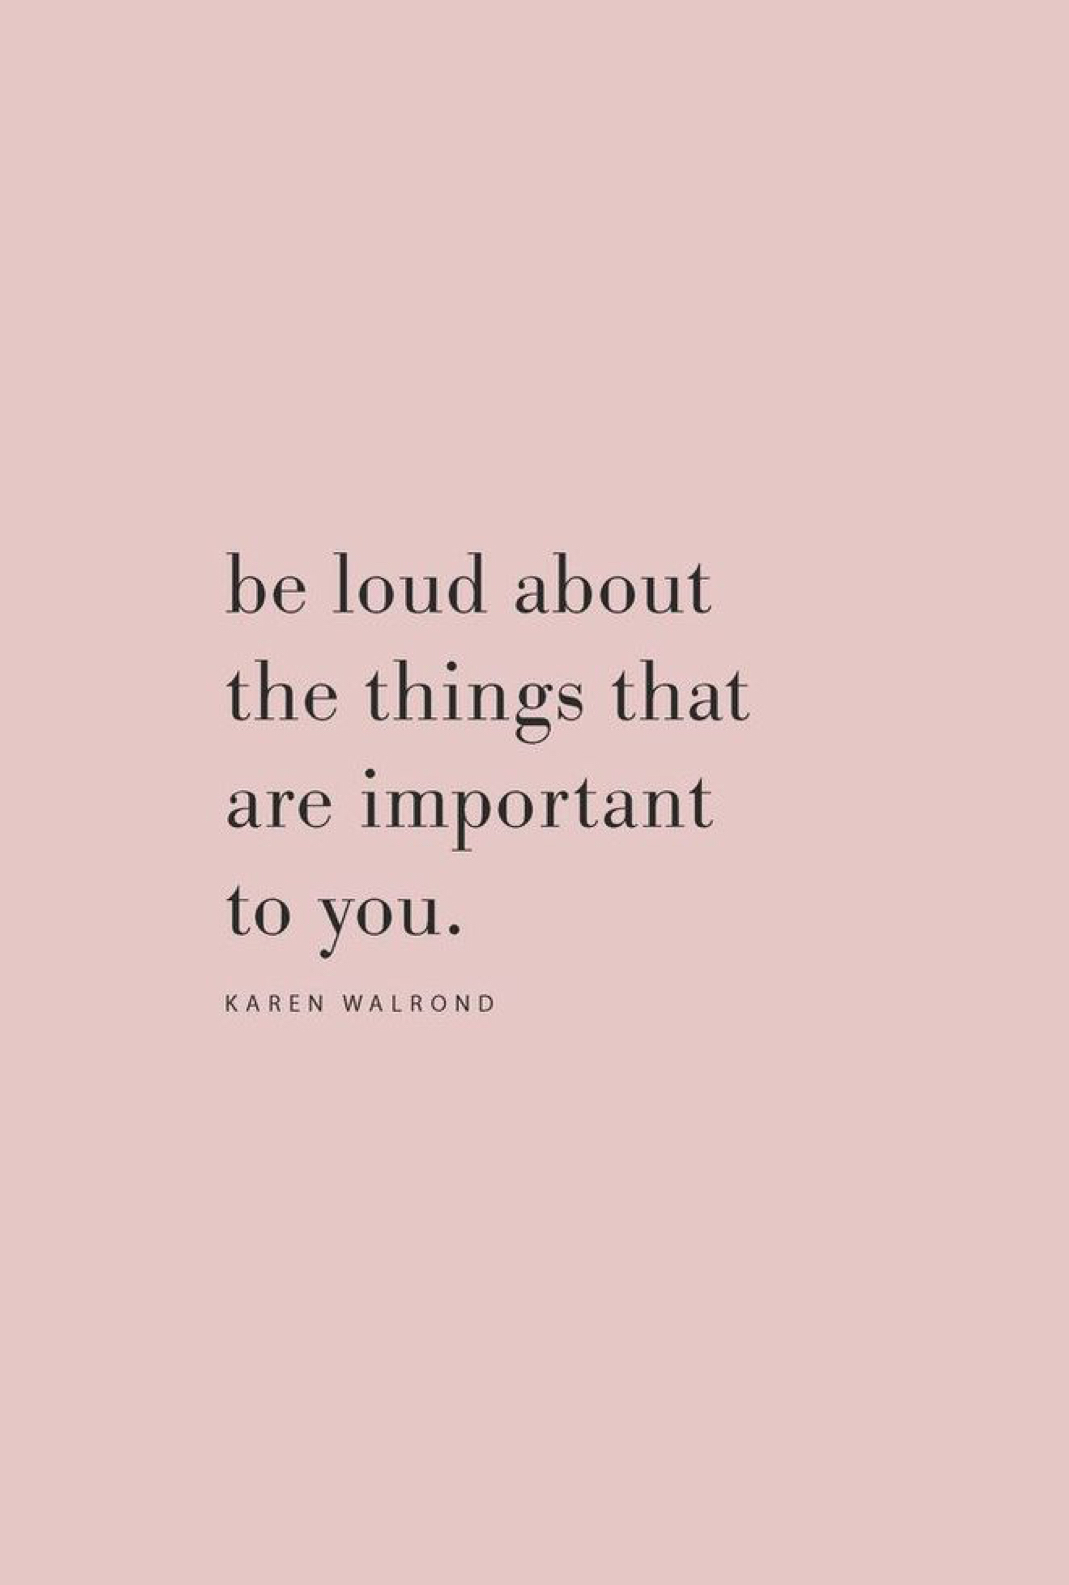 be loud about
the things that
are important
to you.
KAREN WALROND